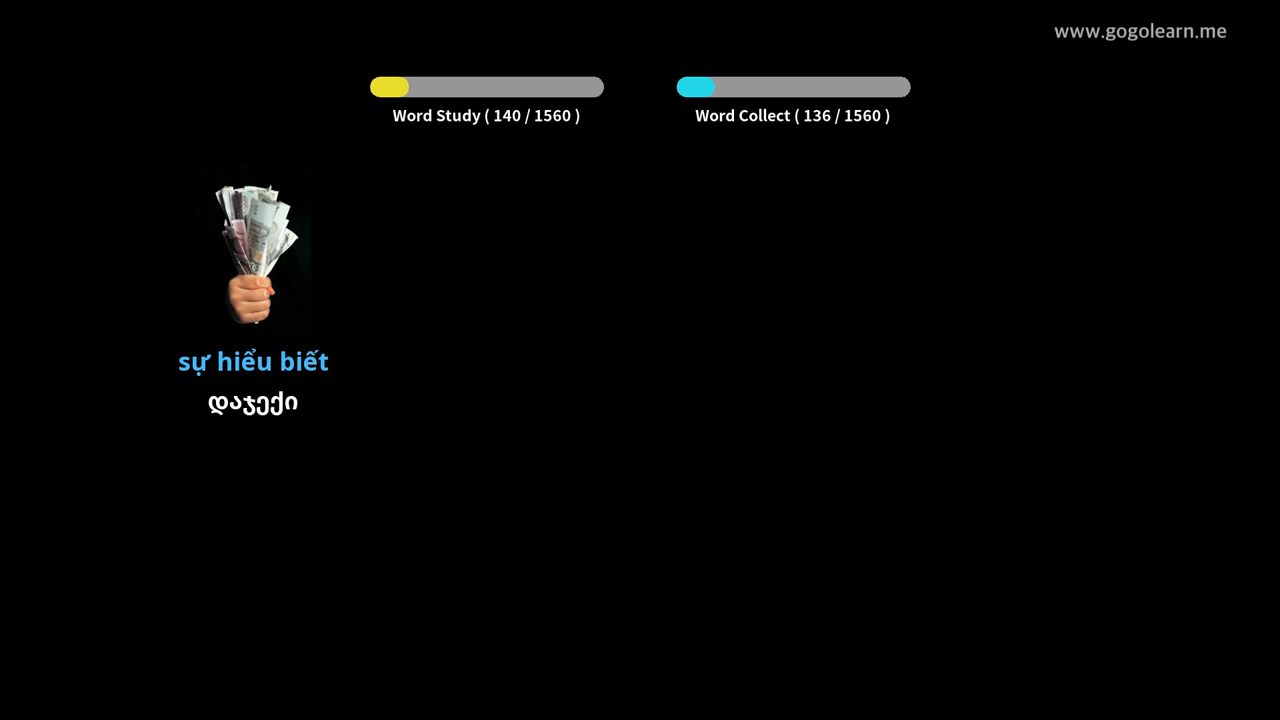 www.gogolearn.me
Word Study ( 140 / 1560 )
Word Collect ( 136 / 1560 )
sự hiểu biết
დაჯექი